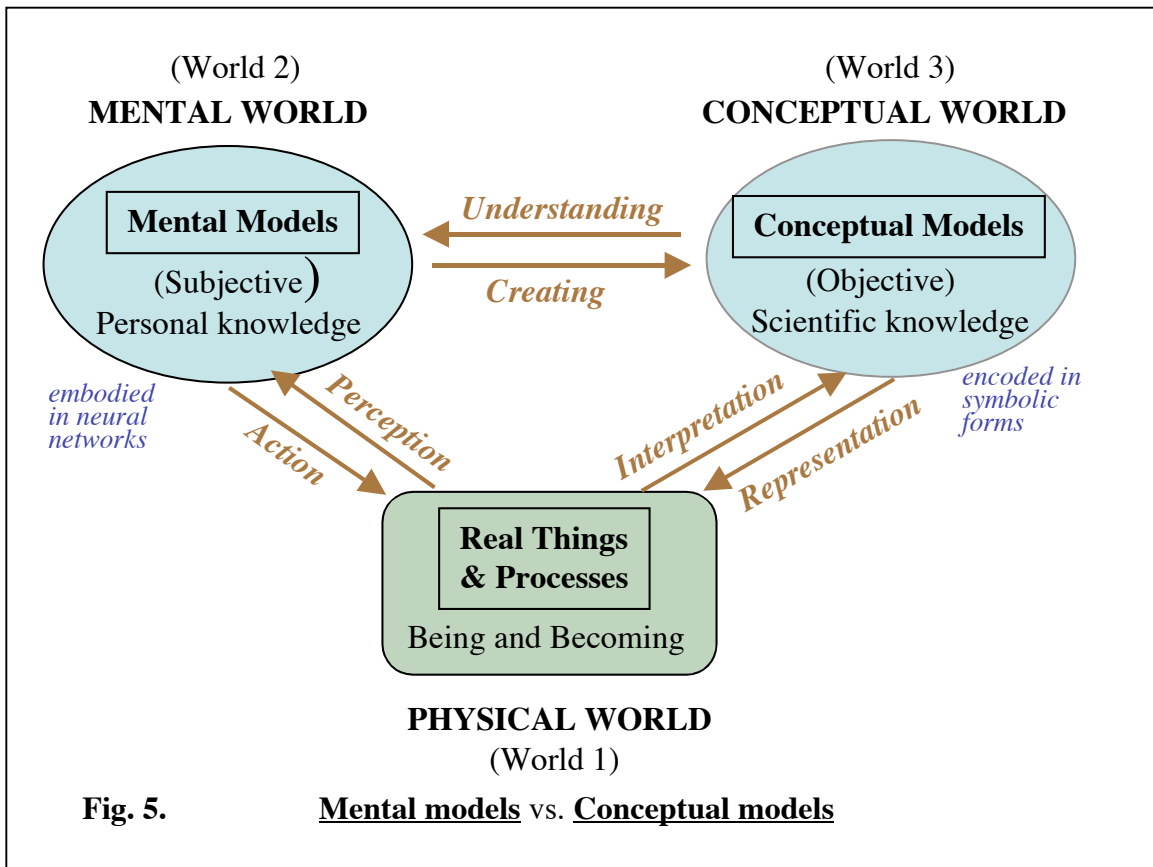 (World 2)
MENTAL WORLD
(World 3)
CONCEPTUAL WORLD
Mental Models
(Subjective)
Personal knowledge
Understanding
Creating
Conceptual Models
(Objective)
Scientific knowledge
embodied
in neural
networks
Action
Perception
Interpretation
Representation
encoded in
symbolic
forms
Real Things
& Processes
Being and Becoming
PHYSICAL WORLD
(World 1)
Fig. 5. Mental models vs. Conceptual models